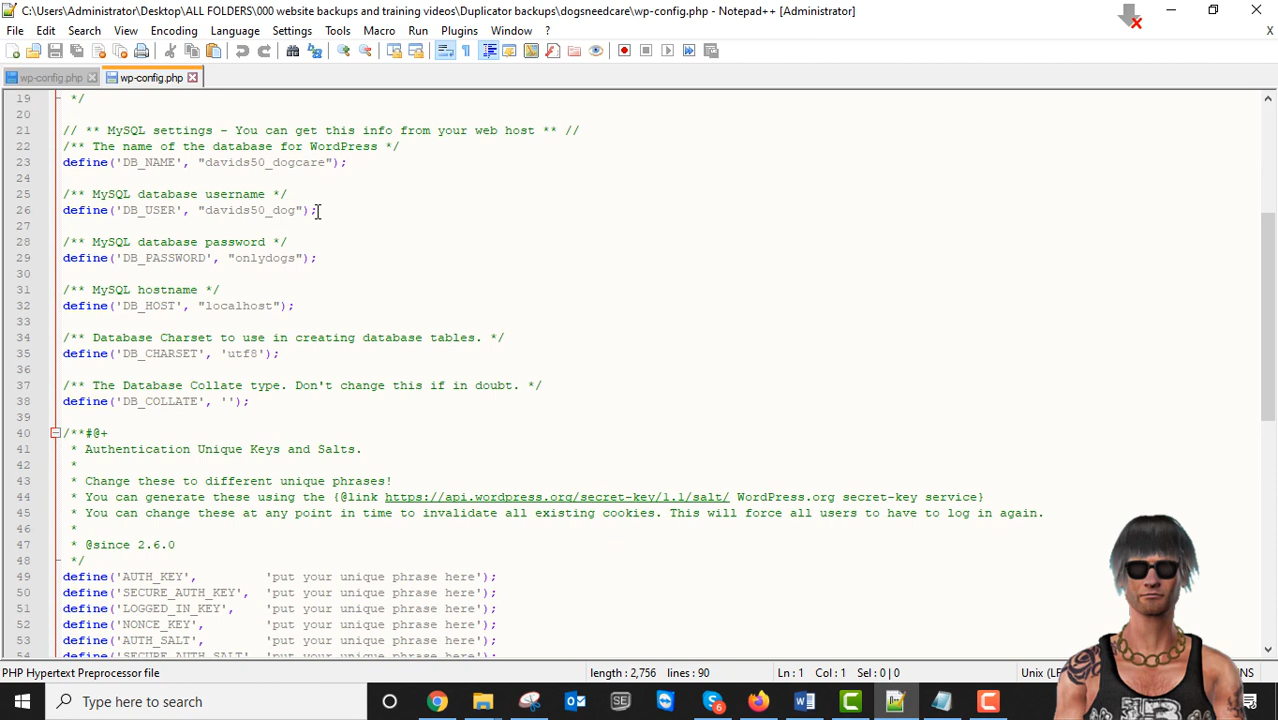 C:\Users\Administrator\Desktop\ALL FOLDERS\000 website backups and training videos\Duplicator backups\dogsneedcare\wp-config.php - Notepad++ [Administrator]
File Edit Search View Encoding Language Settings Tools Macro Run Plugins Window ? X
wp-config.php wp-config.php
19 */
20
21 // ** MySQL settings - You can get this info from your web host ** //
22 /** The name of the database for WordPress */
23 define('DB_NAME', "davids50_dogcare");
24
25 /** MySQL database username */
26 define('DB_USER', "davids50_dog");
27
28 /** MySQL database password */
29 define('DB_PASSWORD', "onlydogs");
30
31 /** MySQL hostname */
32 define('DB_HOST', "localhost");
33
34 /** Database Charset to use in creating database tables. */
35 define('DB_CHARSET', 'utf8');
36
37 /** The Database Collate type. Don't change this if in doubt. */
38 define('DB_COLLATE', '');
39
40 /**#@+
41 * Authentication Unique Keys and Salts.
42 *
43 * Change these to different unique phrases!
44 * You can generate these using the {@link https://api.wordpress.org/secret-key/1.1/salt/ WordPress.org secret-key service}
45 * You can change these at any point in time to invalidate all existing cookies. This will force all users to have to log in again.
46 *
47 * @since 2.6.0
48 */
49 define('AUTH_KEY', 'put your unique phrase here');
50 define('SECURE_AUTH_KEY', 'put your unique phrase here');
51 define('LOGGED_IN_KEY', 'put your unique phrase here');
52 define('NONCE_KEY', 'put your unique phrase here');
53 define('AUTH_SALT', 'put your unique phrase here');
54 define('SECURE_AUTH_SALT', 'put your unique phrase here');
PHP Hypertext Preprocessor file length : 2,756 lines : 90 Ln : 1 Col : 1 Sel : 0 | 0 Unix (LF NS
Type here to search SE 6